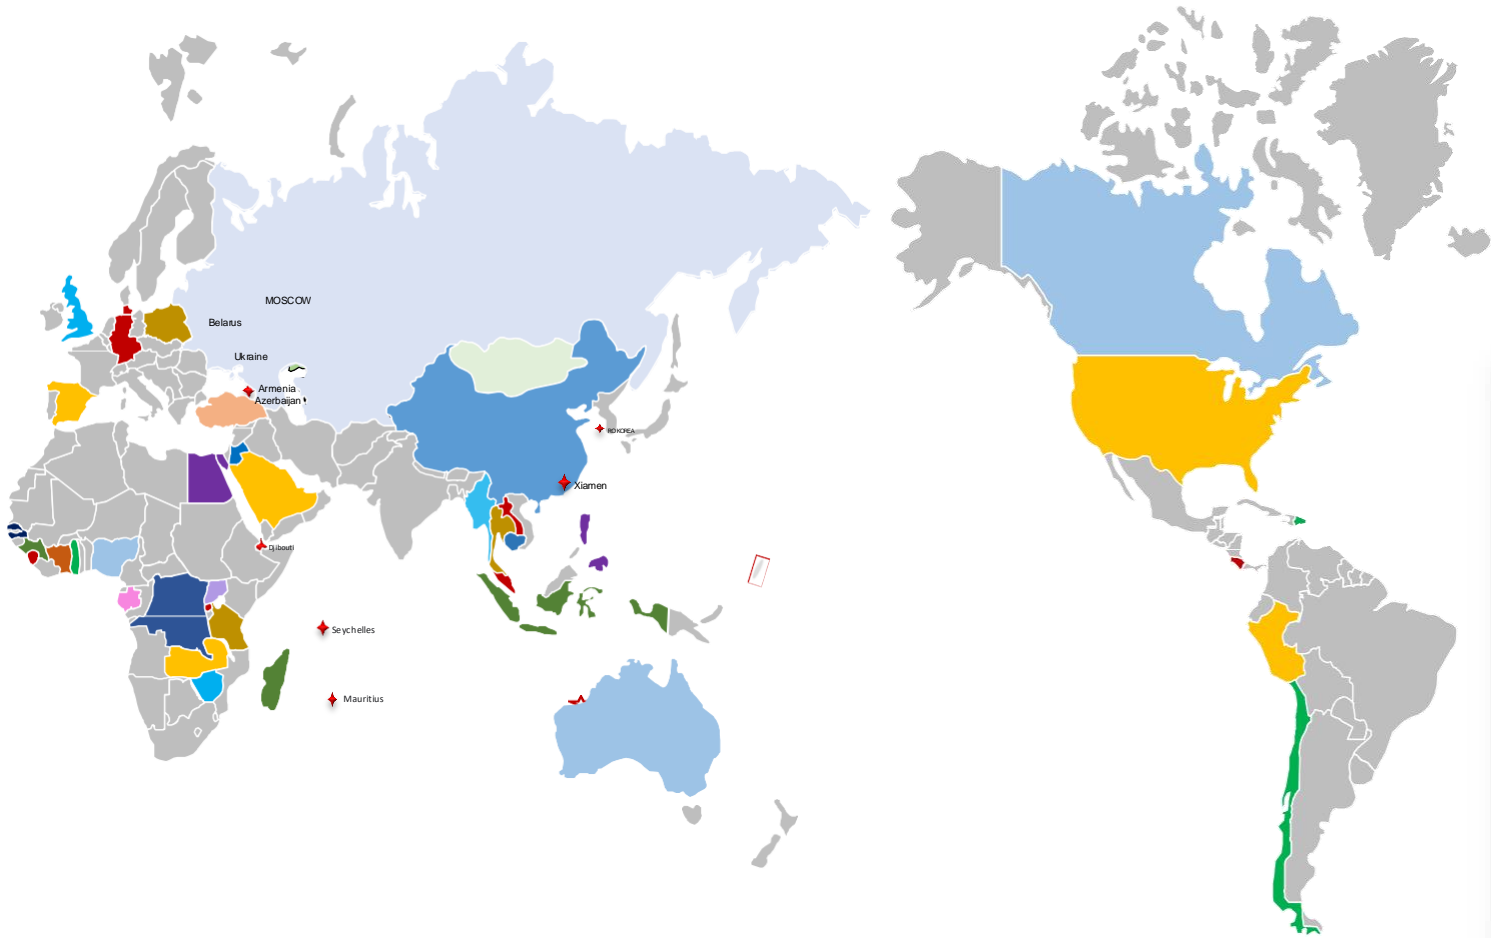 MOSCOW
Belarus
Ukraine
Armenia
Azerbaijan
RO KOREA
Xiamen
Djibouti
Seychelles
Mauritius